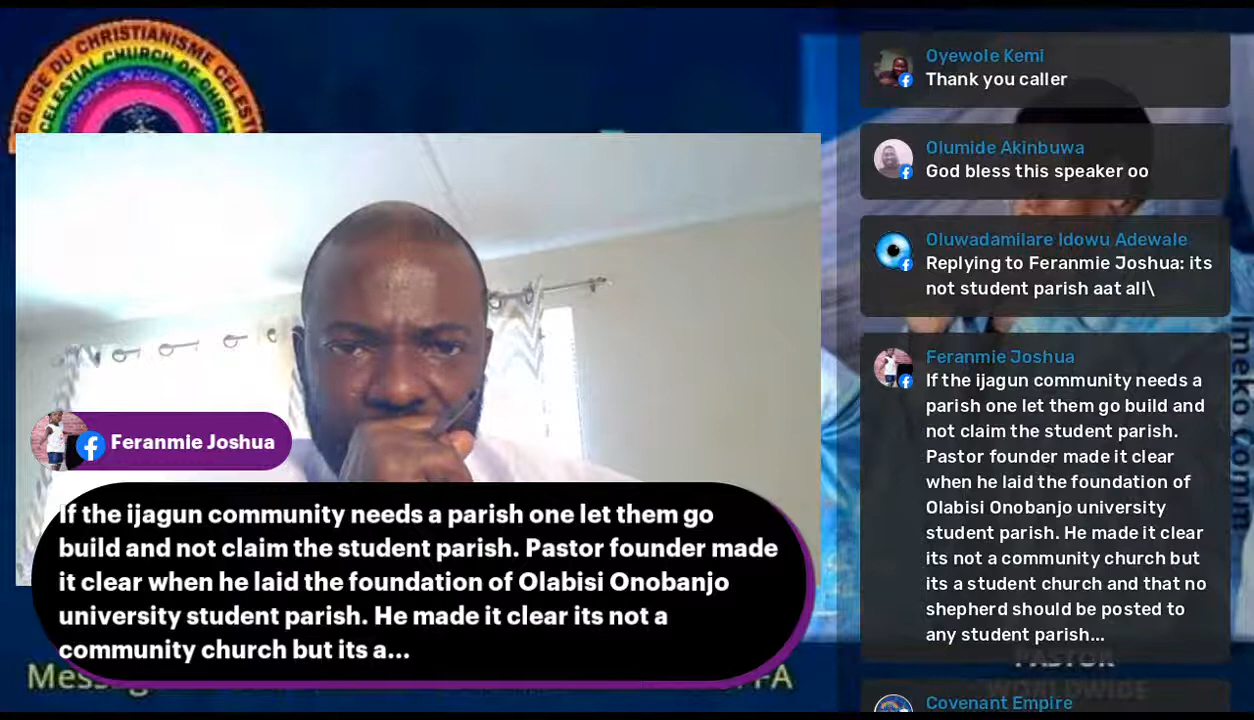 EGLISE DU CHRISTIANISME CELESTE
CELESTIAL CHURCH OF CHRIST
Feranmie Joshua
If the ijagun community needs a parish one let them go
build and not claim the student parish. Pastor founder made
it clear when he laid the foundation of Olabisi Onobanjo
university student parish. He made it clear its not a
community church but its a...
Oyewole Kemi
Thank you caller
Olumide Akinbuwa
God bless this speaker oo
Oluwadamilare Idowu Adewale
Replying to Feranmie Joshua: its
not student parish aat all\
Feranmie Joshua
If the ijagun community needs a
parish one let them go build and
not claim the student parish.
Pastor founder made it clear
when he laid the foundation of
Olabisi Onobanjo university
student parish. He made it clear
its not a community church but
its a student church and that no
shepherd should be posted to
any student parish...
PASTOR
WORLDWIDE
Covenant Empire
Imeko